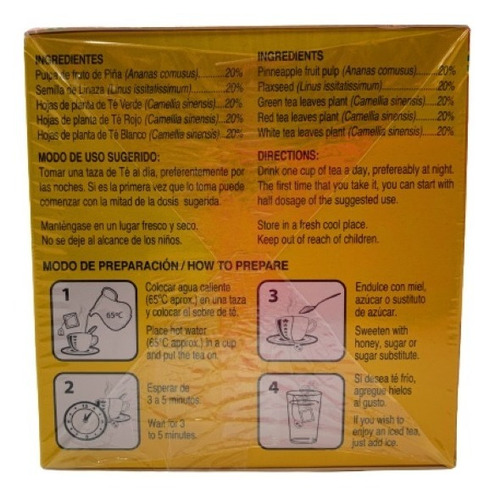 INGREDIENTES
Pulpa de fruto de Piña (Ananas comusus)......20%
Semilla de Linaza (Linus issitatissimum)........20%
Hojas de planta de Té Verde (Camellia sinensis)....20%
Hojas de planta de Té Rojo (Camellia sinensis).....20%
Hojas de planta de Té Blanco (Camellia sinensis)...20%
MODO DE USO SUGERIDO:
Tomar una taza de Té al día, preferentemente por
las noches. Si es la primera vez que lo toma puede
comenzar con la mitad de la dosis sugerida.
Manténgase en un lugar fresco y seco.
No se deje al alcance de los niños.
INGREDIENTS
Pinneapple fruit pulp (Ananas comusus)..........20%
Flaxseed (Linus issitatissimum)..................20%
Green tea leaves plant (Camellia sinensis)......20%
Red tea leaves plant (Camellia sinensis)........20%
White tea leaves plant (Camellia sinensis)......20%
DIRECTIONS:
Drink one cup of tea a day, prefereably at night.
The first time that you take it, you can start with
half dosage of the suggested use.
Store in a fresh cool place.
Keep out of reach of children.
MODO DE PREPARACIÓN / HOW TO PREPARE
1
65ºC
Colocar agua caliente
(65ºC aprox.) en una taza
y colocar el sobre de té.
Place hot water
(65ºC approx.) in a cup
and put the tea on.
2
Esperar de
3 a 5 minutos.
Wait for 3
to 5 minutes.
3
Endulce con miel,
azúcar o sustituto
de azúcar.
Sweeten with
honey, sugar or
sugar substitute.
4
Si desea té frío,
agregue hielos
al gusto.
If you wish to
enjoy an iced tea,
just add ice.